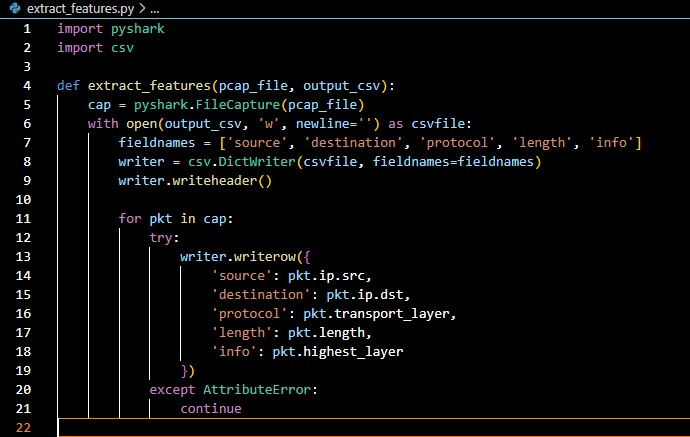 extract_features.py > ...
1 import pyshark
2 import csv
3
4 def extract_features(pcap_file, output_csv):
5     cap = pyshark.FileCapture(pcap_file)
6     with open(output_csv, 'w', newline='') as csvfile:
7         fieldnames = ['source', 'destination', 'protocol', 'length', 'info']
8         writer = csv.DictWriter(csvfile, fieldnames=fieldnames)
9         writer.writeheader()
10
11         for pkt in cap:
12             try:
13                 writer.writerow({
14                     'source': pkt.ip.src,
15                     'destination': pkt.ip.dst,
16                     'protocol': pkt.transport_layer,
17                     'length': pkt.length,
18                     'info': pkt.highest_layer
19                 })
20             except AttributeError:
21                 continue
22